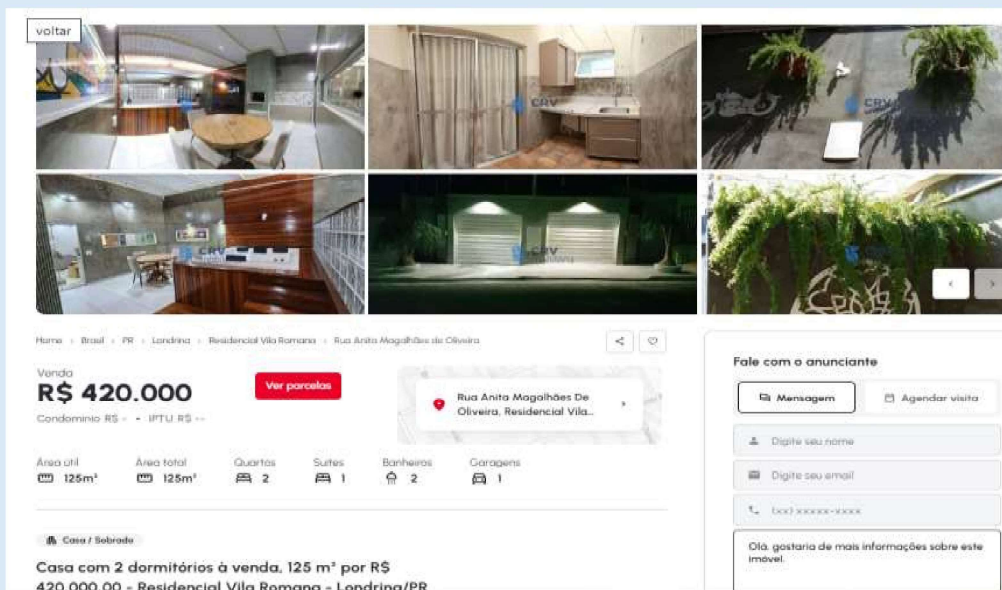 voltar
CRV
CRV
CRV
Home › Brasil › PR › Londrina › Residencial Vila Romana › Rua Anita Magalhães de Oliveira
Venda
R$ 420.000
Ver parcelas
Condomínio R$ - • IPTU R$ --
Rua Anita Magalhães De
Oliveira, Residencial Vila...
Área útil
Área total
Quartos
Suítes
Banheiros
Garagens
125m²
125m²
2
1
2
1
Casa / Sobrado
Casa com 2 dormitórios à venda, 125 m² por R$
420.000,00 - Residencial Vila Romana - Londrina/PR
Fale com o anunciante
Mensagem
Agendar visita
Digite seu nome
Digite seu email
(xx) xxxxx-xxxx
Olá, gostaria de mais informações sobre este
imóvel.